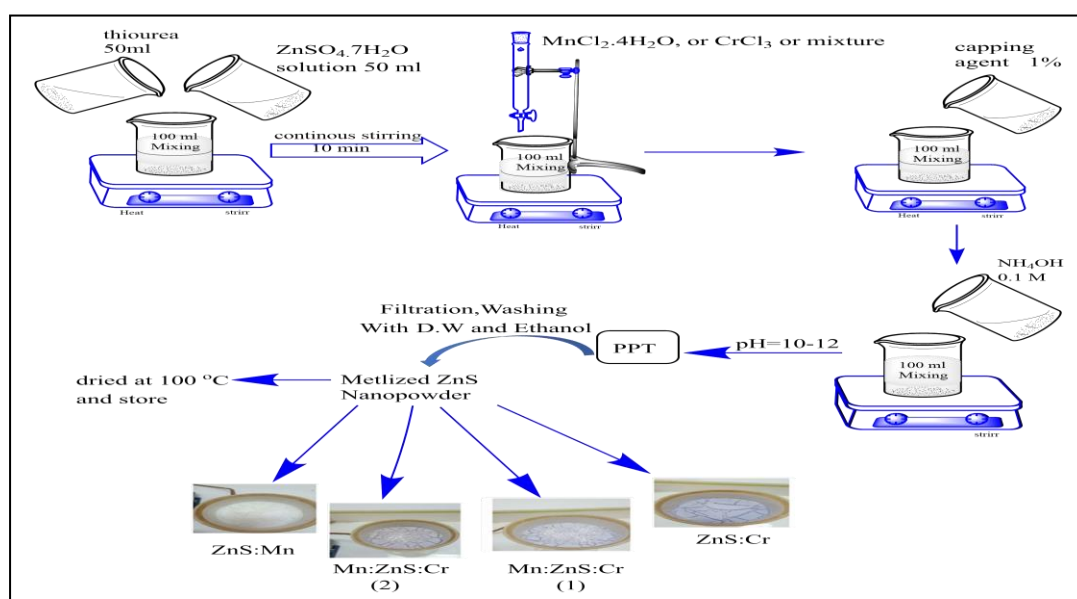 thiourea
50ml
ZnSO₄.7H₂O
solution 50 ml
100 ml
Mixing
Heat
strirr
continous stirring
10 min
MnCl₂.4H₂O, or CrCl₃ or mixture
100 ml
Mixing
Heat
strirr
capping
agent 1%
100 ml
Mixing
Heat
strirr
NH₄OH
0.1 M
100 ml
Mixing
strirr
pH=10-12
PPT
Filtration,Washing
With D.W and Ethanol
Metlized ZnS
Nanopowder
dried at 100 °C
and store
ZnS:Mn
Mn:ZnS:Cr
(2)
Mn:ZnS:Cr
(1)
ZnS:Cr